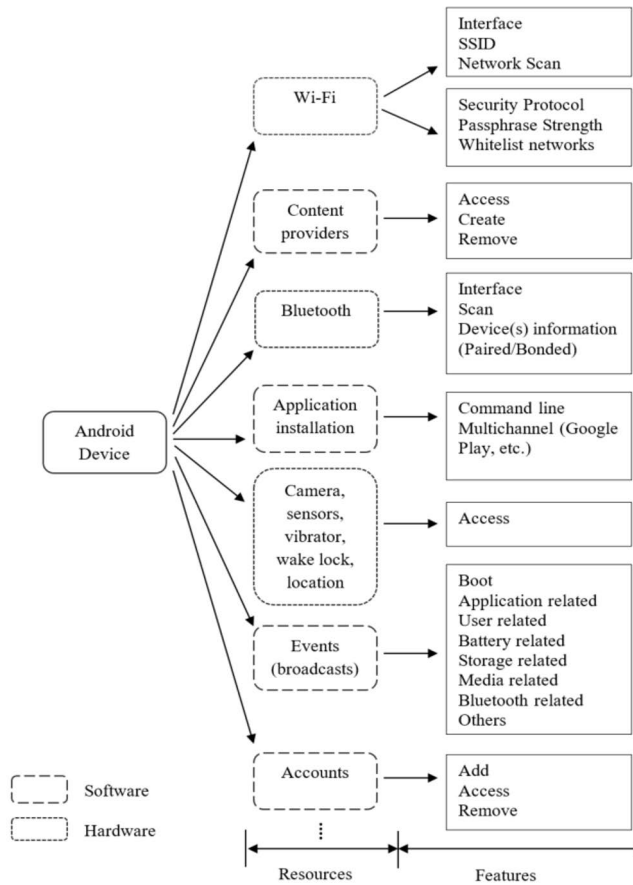 Interface
SSID
Network Scan
Wi-Fi
Security Protocol
Passphrase Strength
Whitelist networks
Content
providers
Access
Create
Remove
Bluetooth
Interface
Scan
Device(s) information
(Paired/Bonded)
Android
Device
Application
installation
Command line
Multichannel (Google
Play, etc.)
Camera,
sensors,
vibrator,
wake lock,
location
Access
Events
(broadcasts)
Boot
Application related
User related
Battery related
Storage related
Media related
Bluetooth related
Others
Accounts
Add
Access
Remove
Software
Hardware
Resources
Features